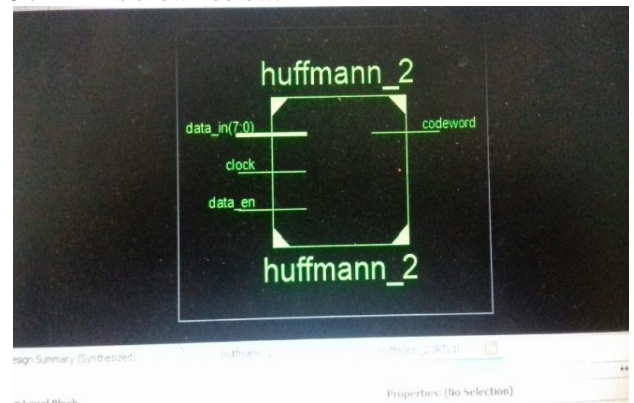 huffmann_2
data_in(7:0)
codeword
clock
data_en
huffmann_2
esign Summary (Synthesized)
Properties: (No Selection)